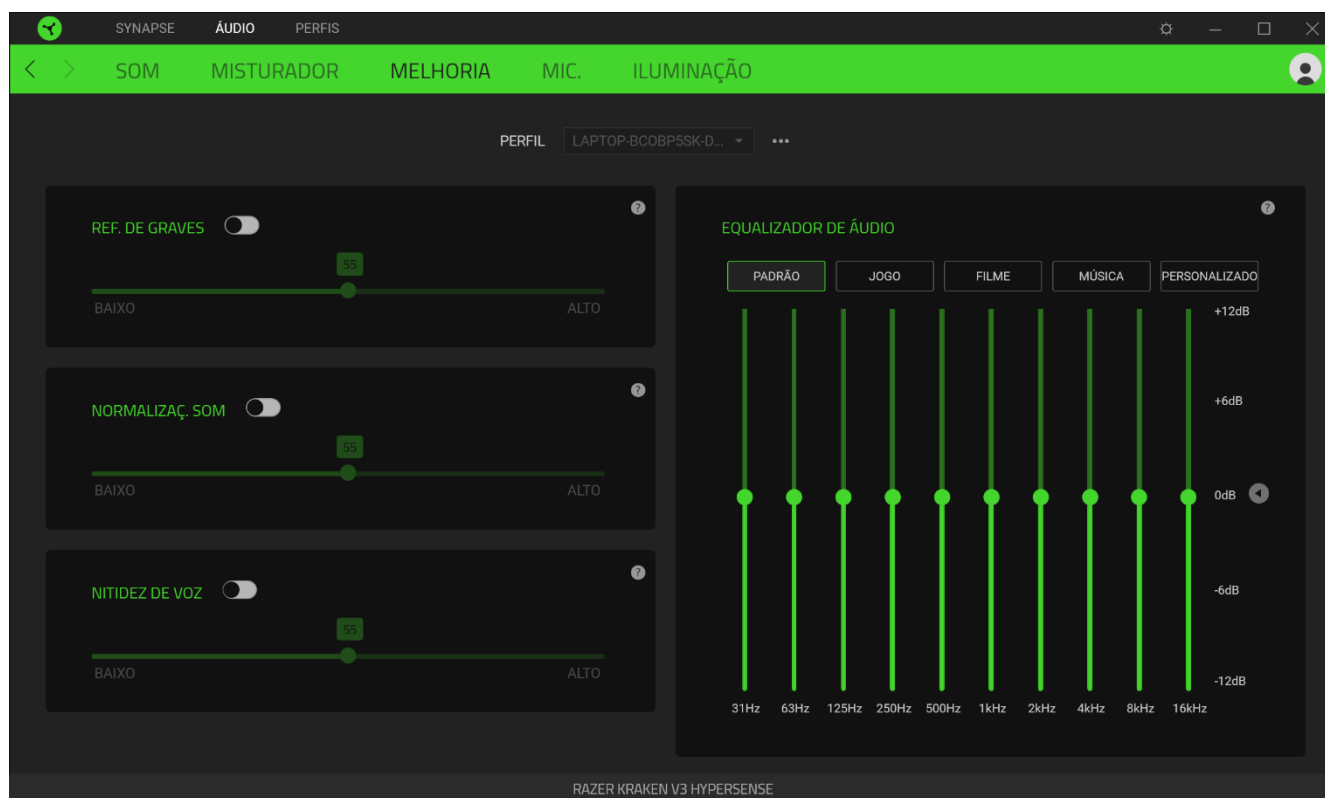 SYNAPSE ÁUDIO PERFIS
SOM MISTURADOR MELHORIA MIC. ILUMINAÇÃO
PERFIL LAPTOP-BCOBP5SK-D... •••
REF. DE GRAVES
55
BAIXO ALTO
NORMALIZAÇ. SOM
55
BAIXO ALTO
NITIDEZ DE VOZ
55
BAIXO ALTO
EQUALIZADOR DE ÁUDIO
PADRÃO JOGO FILME MÚSICA PERSONALIZADO
+12dB
+6dB
0dB
-6dB
-12dB
31Hz 63Hz 125Hz 250Hz 500Hz 1kHz 2kHz 4kHz 8kHz 16kHz
RAZER KRAKEN V3 HYPERSENSE